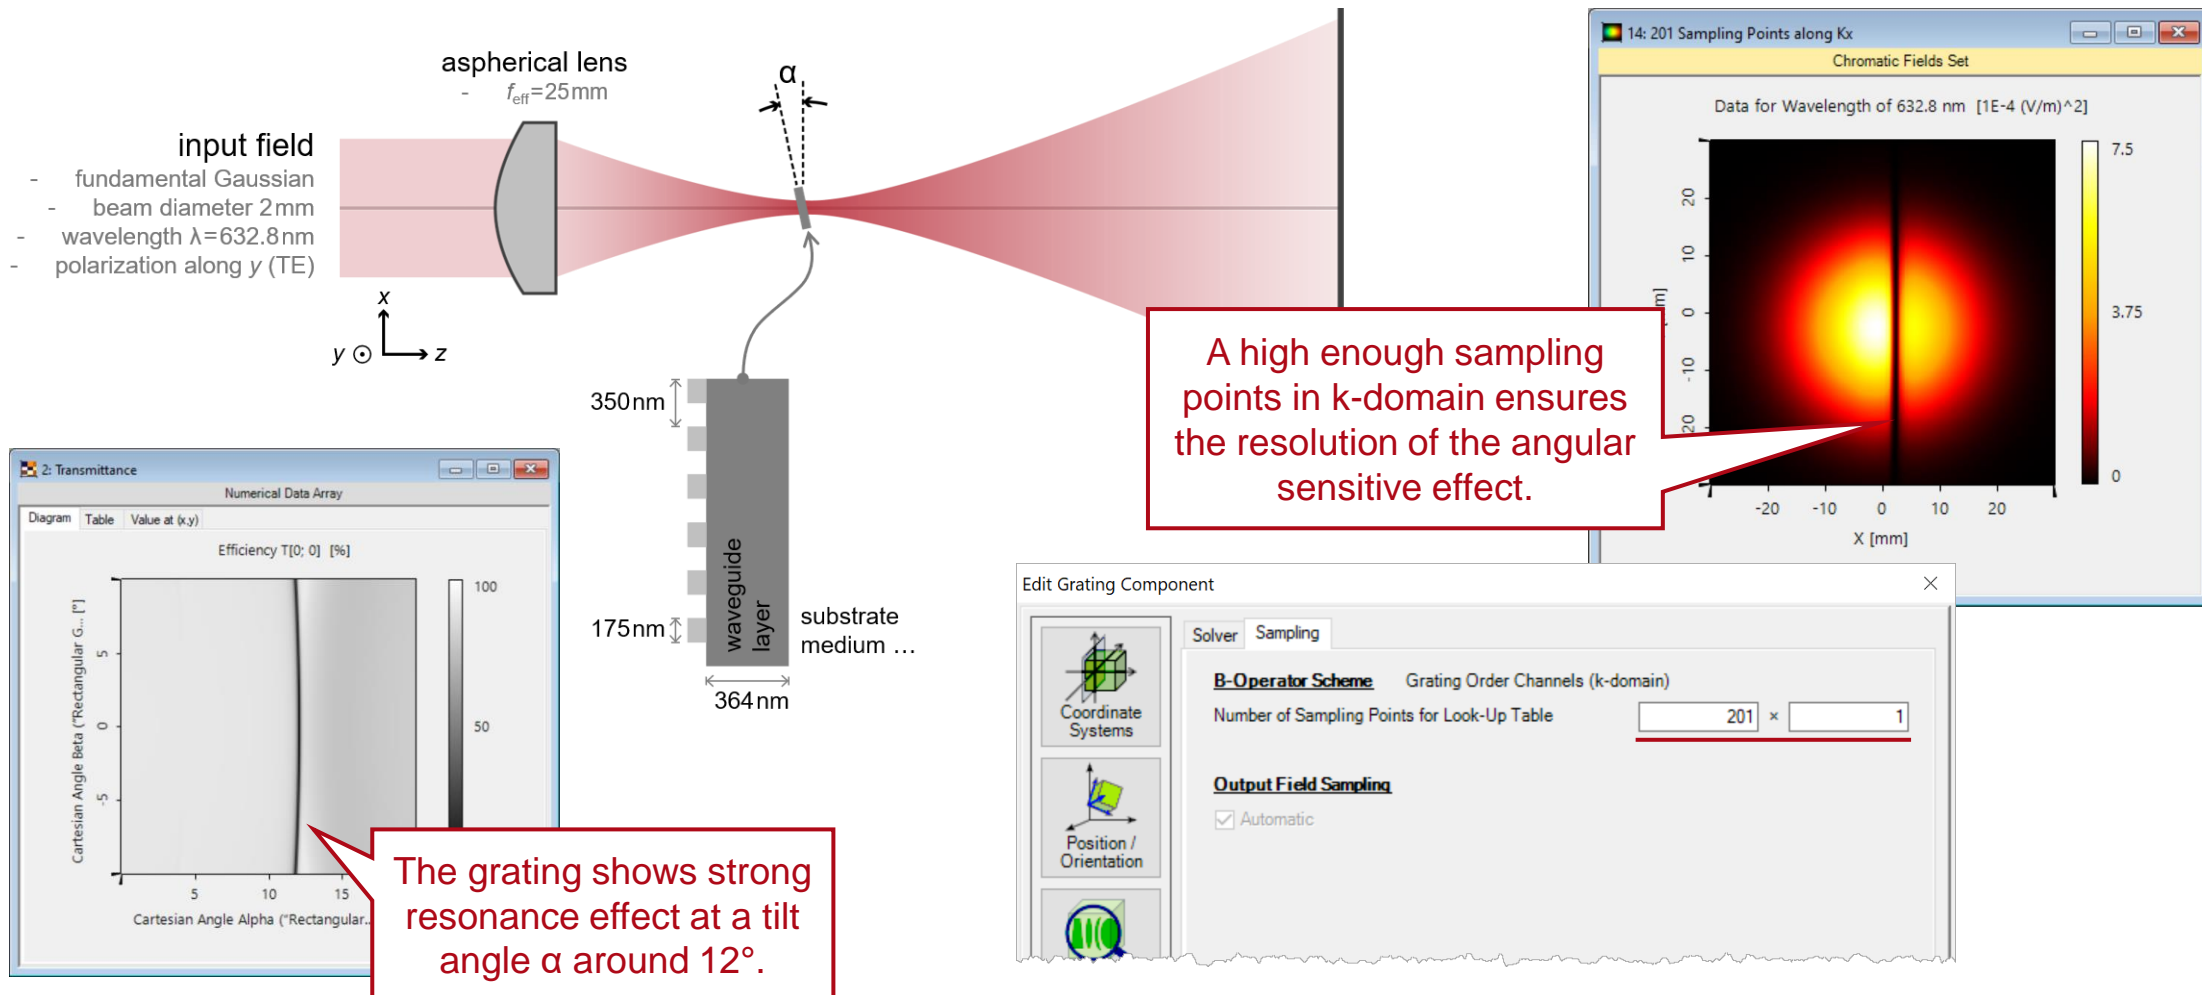 aspherical lens
- f_eff=25mm
input field
- fundamental Gaussian
- beam diameter 2mm
- wavelength λ=632.8nm
- polarization along y (TE)
x
y
z
α
350nm
175nm
waveguide
layer
364nm
substrate
medium …
14: 201 Sampling Points along Kx
Chromatic Fields Set
Data for Wavelength of 632.8 nm [1E-4 (V/m)^2]
7.5
3.75
0
20
10
0
-10
20
m]
-20 -10 0 10 20
X [mm]
A high enough sampling
points in k-domain ensures
the resolution of the angular
sensitive effect.
2: Transmittance
Numerical Data Array
Diagram Table Value at (x,y)
Efficiency T[0; 0] [%]
100
50
Cartesian Angle Beta ("Rectangular G... [°]
5
0
-5
5 10 15
Cartesian Angle Alpha ("Rectangular..
The grating shows strong
resonance effect at a tilt
angle α around 12°.
Edit Grating Component
Coordinate
Systems
Position /
Orientation
Solver Sampling
B-Operator Scheme Grating Order Channels (k-domain)
Number of Sampling Points for Look-Up Table 201 × 1
Output Field Sampling
Automatic